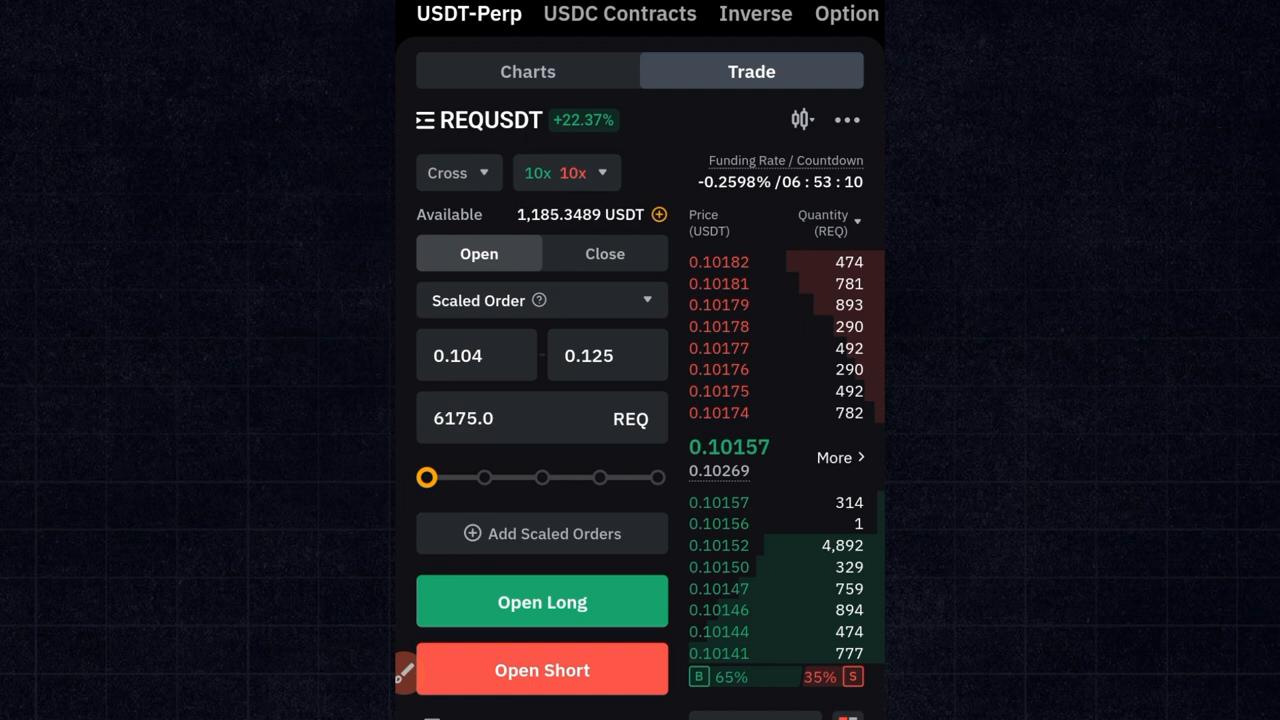 USDT-Perp USDC Contracts Inverse Option
Charts Trade
REQUSDT +22.37%
Cross 10x 10x
Funding Rate / Countdown
-0.2598% /06 : 53 : 10
Available 1,185.3489 USDT
Open Close
Scaled Order
0.104 - 0.125
6175.0 REQ
Add Scaled Orders
Open Long
Open Short
Price Quantity
(USDT) (REQ)
0.10182 474
0.10181 781
0.10179 893
0.10178 290
0.10177 492
0.10176 290
0.10175 492
0.10174 782
0.10157
0.10269
More >
0.10157 314
0.10156 1
0.10152 4,892
0.10150 329
0.10147 759
0.10146 894
0.10144 474
0.10141 777
B 65% 35% S